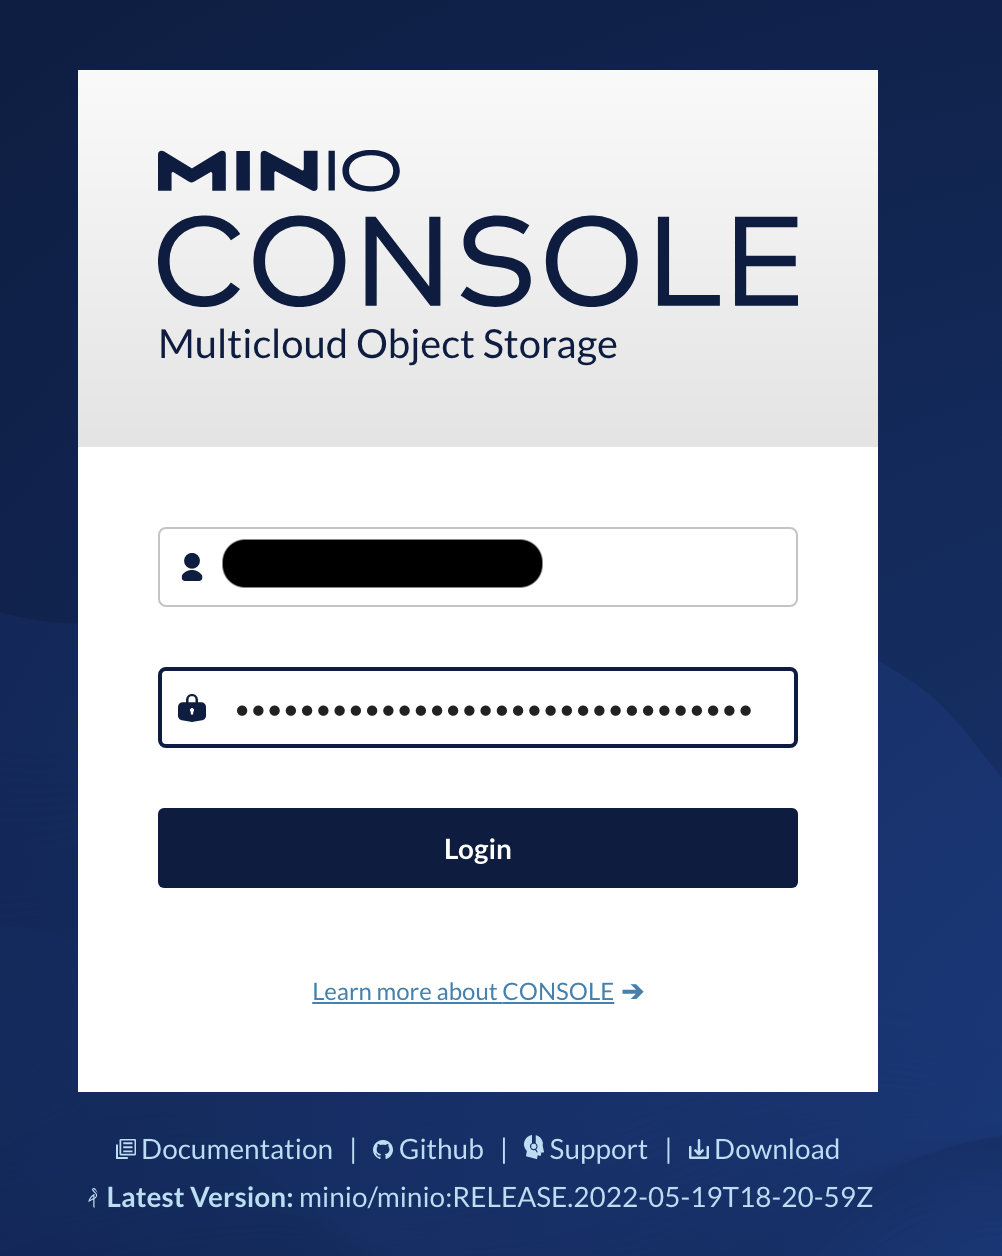 MINIO
CONSOLE
Multicloud Object Storage
Login
Learn more about CONSOLE ➔
Documentation | Github | Support | Download
Latest Version: minio/minio:RELEASE.2022-05-19T18-20-59Z